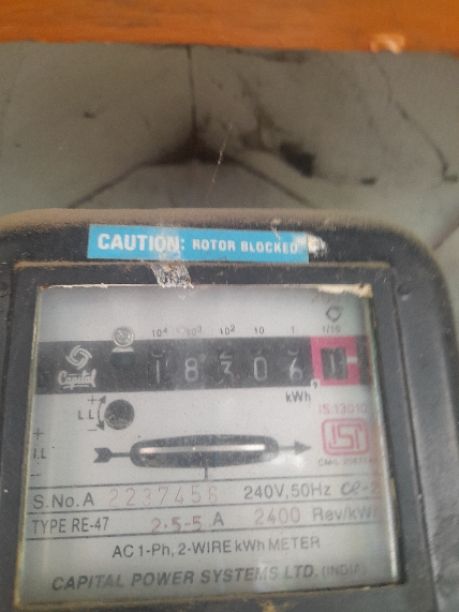 CAUTION: ROTOR BLOCKED
10⁴ 10³ 10² 10 1 1/10
Capital
1 8 3 0 6, 1
kWh
+
L.L
-
IS:13010
ISI
+
I.L
-
S.No.A 2237456 240V,50Hz
TYPE RE-47 2.5-5 A 2400 Rev/kWh
AC 1-Ph, 2-WIRE kWh METER
CAPITAL POWER SYSTEMS LTD. (INDIA)